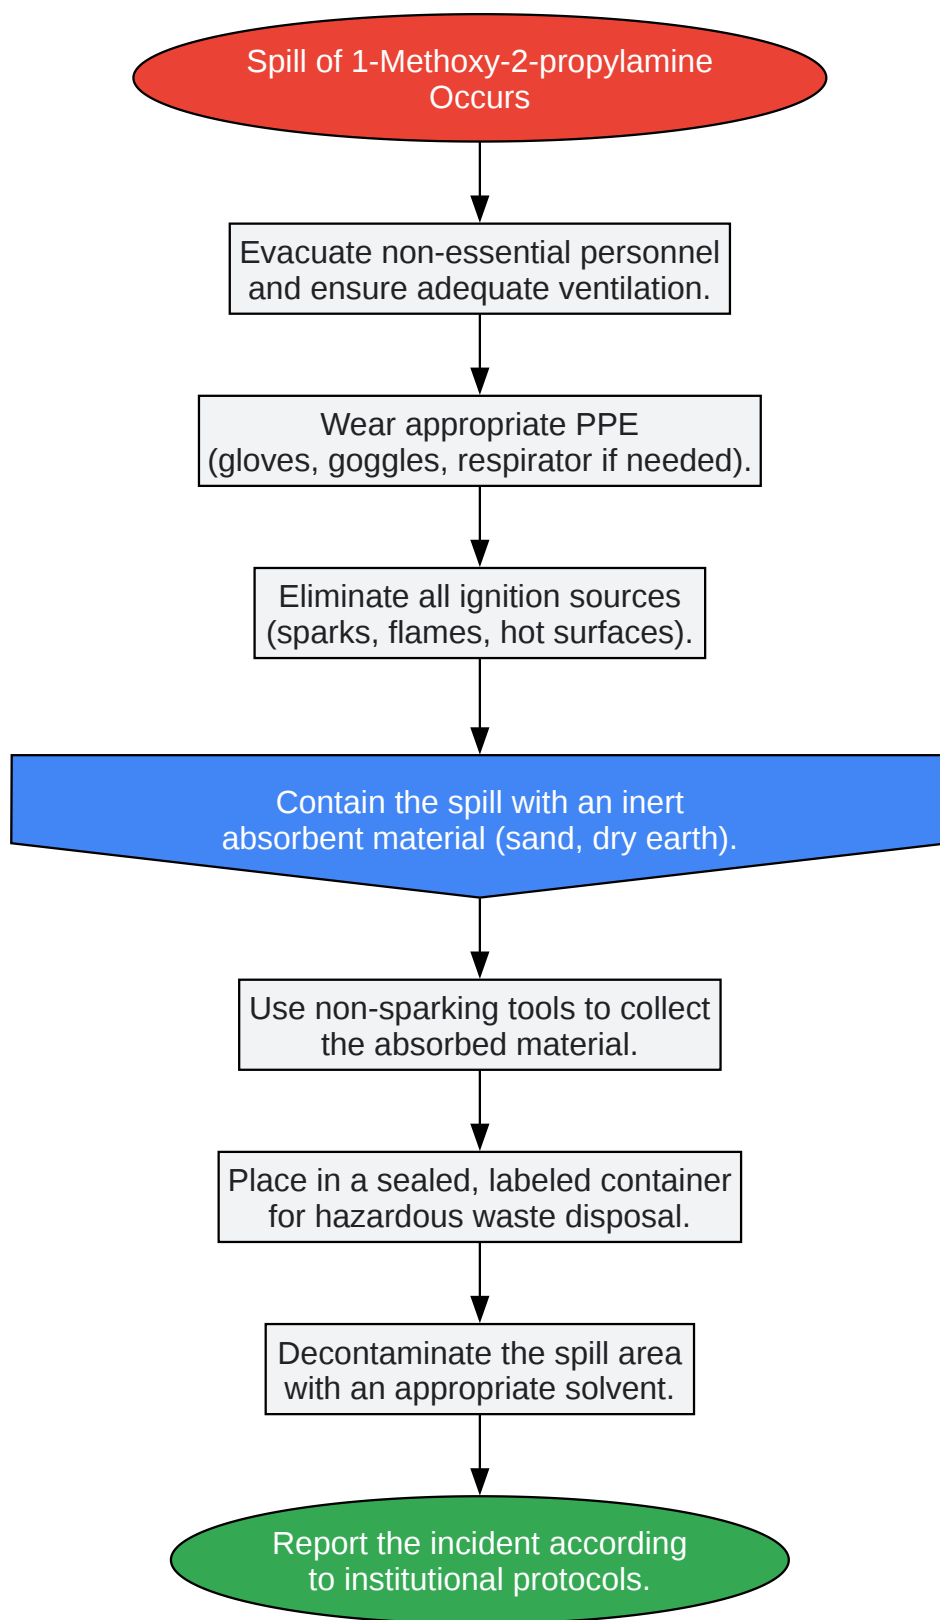 Spill of 1-Methoxy-2-propylamine
Occurs
Evacuate non-essential personnel
and ensure adequate ventilation.
Wear appropriate PPE
(gloves, goggles, respirator if needed).
Eliminate all ignition sources
(sparks, flames, hot surfaces).
Contain the spill with an inert
absorbent material (sand, dry earth).
Use non-sparking tools to collect
the absorbed material.
Place in a sealed, labeled container
for hazardous waste disposal.
Decontaminate the spill area
with an appropriate solvent.
Report the incident according
to institutional protocols.